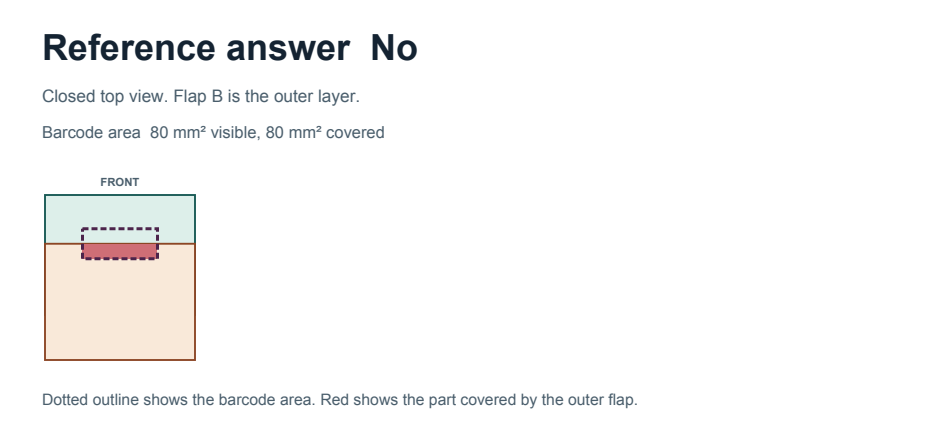 Reference answer  No
Closed top view. Flap B is the outer layer.
Barcode area  80 mm² visible, 80 mm² covered
FRONT
Dotted outline shows the barcode area. Red shows the part covered by the outer flap.